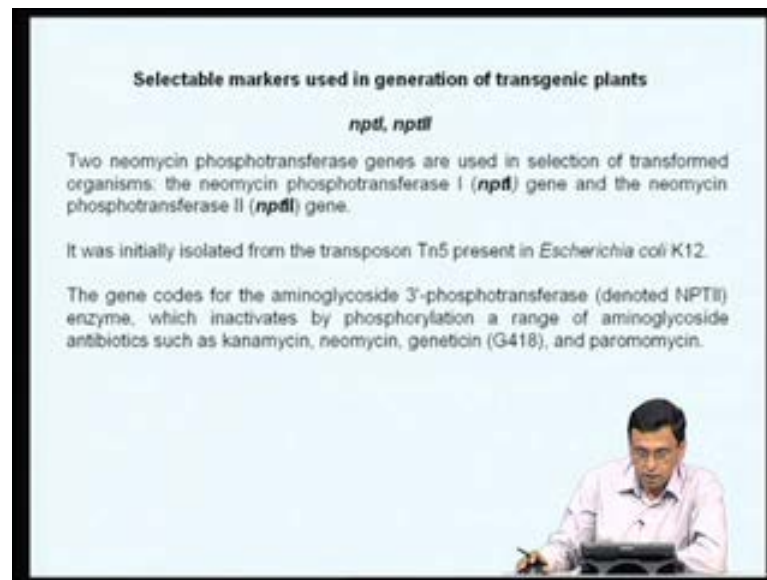 Selectable markers used in generation of transgenic plants
nptI, nptII
Two neomycin phosphotransferase genes are used in selection of transformed
organisms: the neomycin phosphotransferase I (nptI) gene and the neomycin
phosphotransferase II (nptII) gene.
It was initially isolated from the transposon Tn5 present in Escherichia coli K12.
The gene codes for the aminoglycoside 3'-phosphotransferase (denoted NPTII)
enzyme, which inactivates by phosphorylation a range of aminoglycoside
antibiotics such as kanamycin, neomycin, geneticin (G418), and paromomycin.